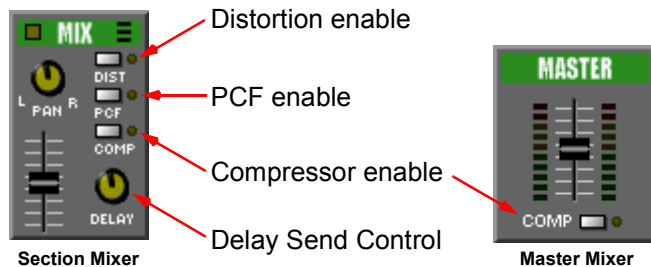 Distortion enable
MIX
DIST
L PAN R
PCF
PCF enable
COMP
Compressor enable
DELAY
Delay Send Control
Section Mixer
MASTER
COMP
Master Mixer